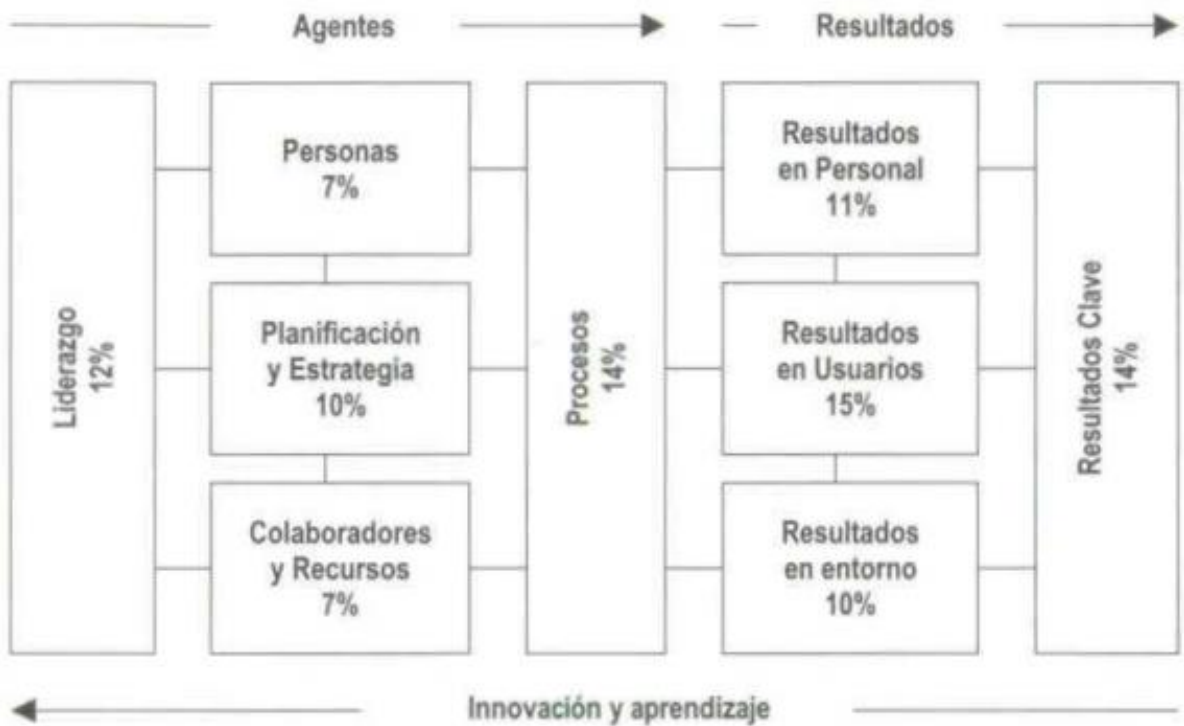 Agentes
Resultados
Liderazgo
12%
Personas
7%
Planificación
y Estrategia
10%
Colaboradores
y Recursos
7%
Procesos
14%
Resultados
en Personal
11%
Resultados
en Usuarios
15%
Resultados
en entorno
10%
Resultados Clave
14%
Innovación y aprendizaje